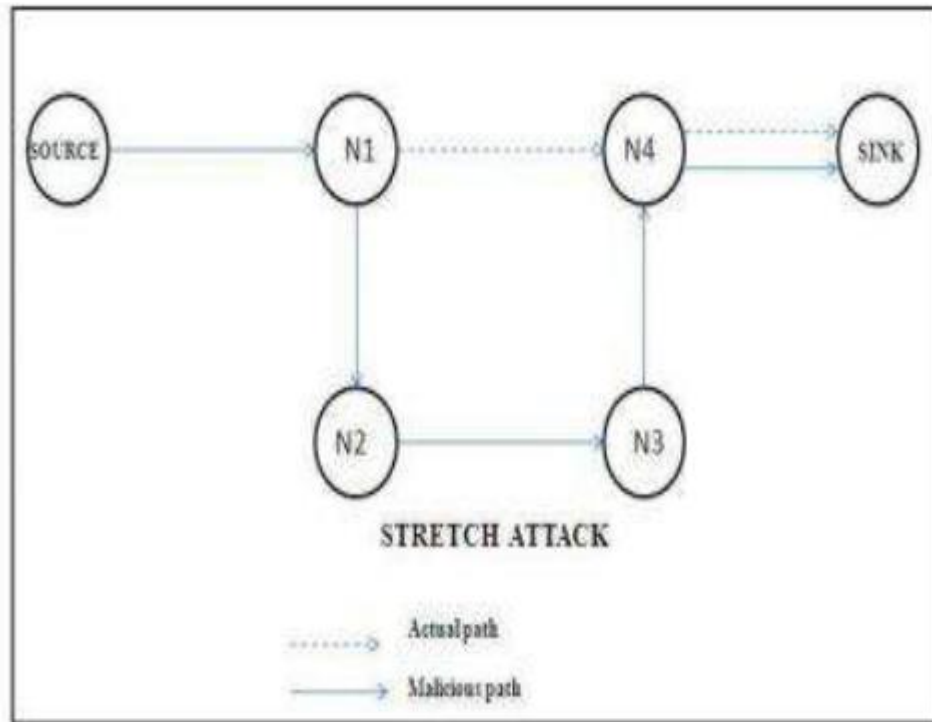 SOURCE
N1
N4
SINK
N2
N3
STRETCH ATTACK
Actual path
Malicious path